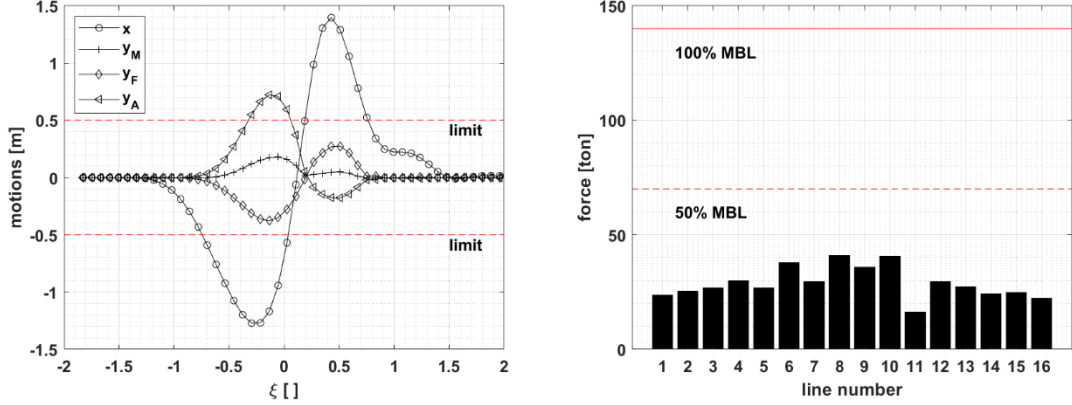 1.5
1
0.5
0
-0.5
-1
-1.5
motions [m]
x
y_M
y_F
y_A
limit
limit
-2 -1.5 -1 -0.5 0 0.5 1 1.5 2
ξ [ ]
150
100
50
0
force [ton]
100% MBL
50% MBL
1 2 3 4 5 6 7 8 9 10 11 12 13 14 15 16
line number